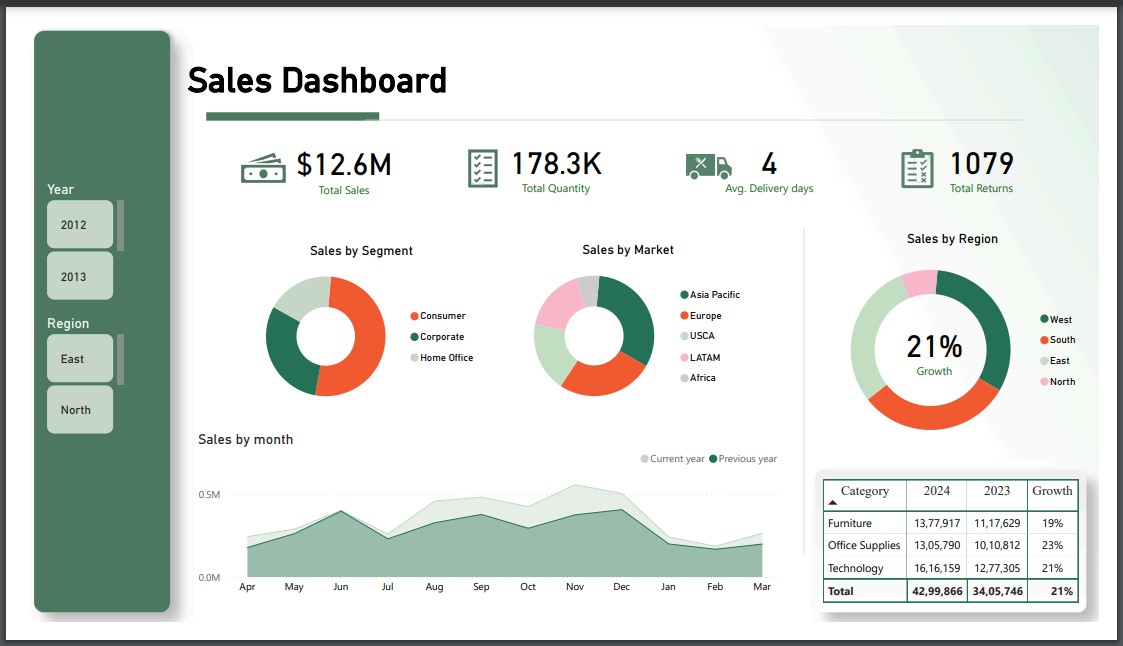 Sales Dashboard
$12.6M
Total Sales
178.3K
Total Quantity
4
Avg. Delivery days
1079
Total Returns
Year
2012
2013
Region
East
North
Sales by Segment
Consumer
Corporate
Home Office
Sales by Market
Asia Pacific
Europe
USCA
LATAM
Africa
Sales by Region
21%
Growth
West
South
East
North
Sales by month
Current year Previous year
0.5M
0.0M
Apr May Jun Jul Aug Sep Oct Nov Dec Jan Feb Mar
Category 2024 2023 Growth
Furniture 13,77,917 11,17,629 19%
Office Supplies 13,05,790 10,10,812 23%
Technology 16,16,159 12,77,305 21%
Total 42,99,866 34,05,746 21%